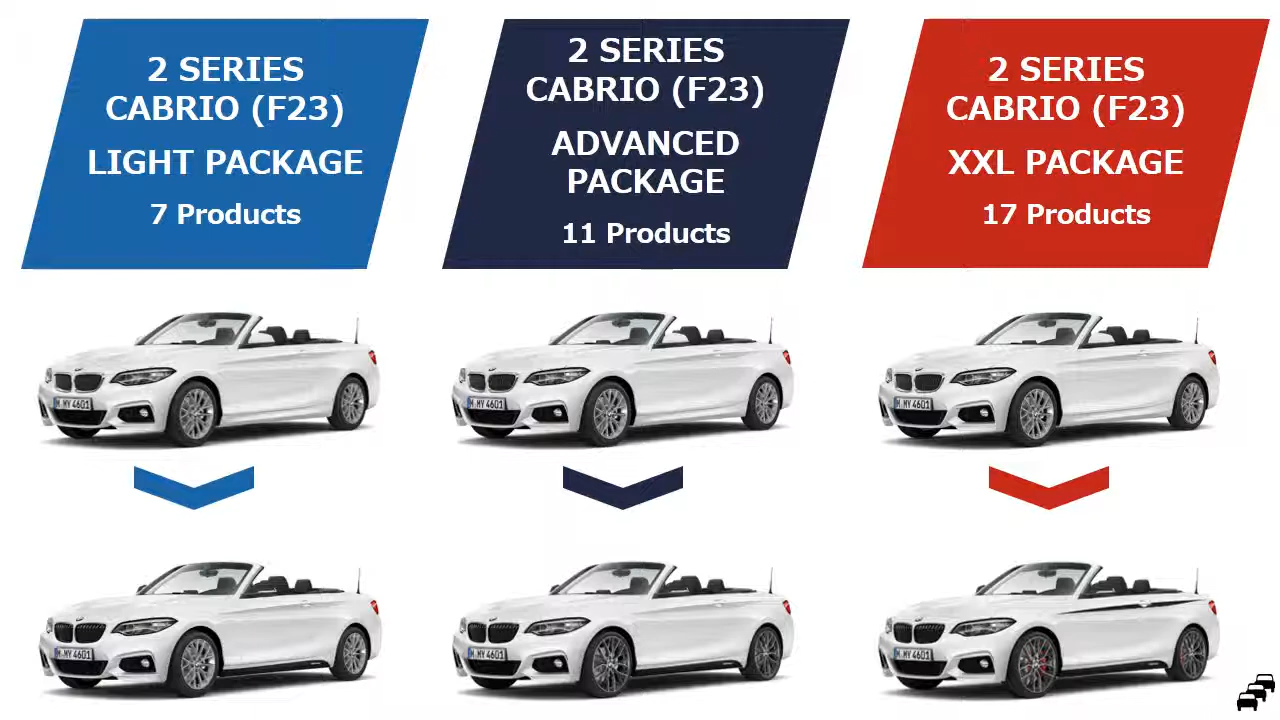 2 SERIES
CABRIO (F23)
LIGHT PACKAGE
7 Products
2 SERIES
CABRIO (F23)
ADVANCED
PACKAGE
11 Products
2 SERIES
CABRIO (F23)
XXL PACKAGE
17 Products
M·MY 4601
M·MY 4601
M·MY 4601
M·MY 4601
M·MY 4601
M·MY 4601